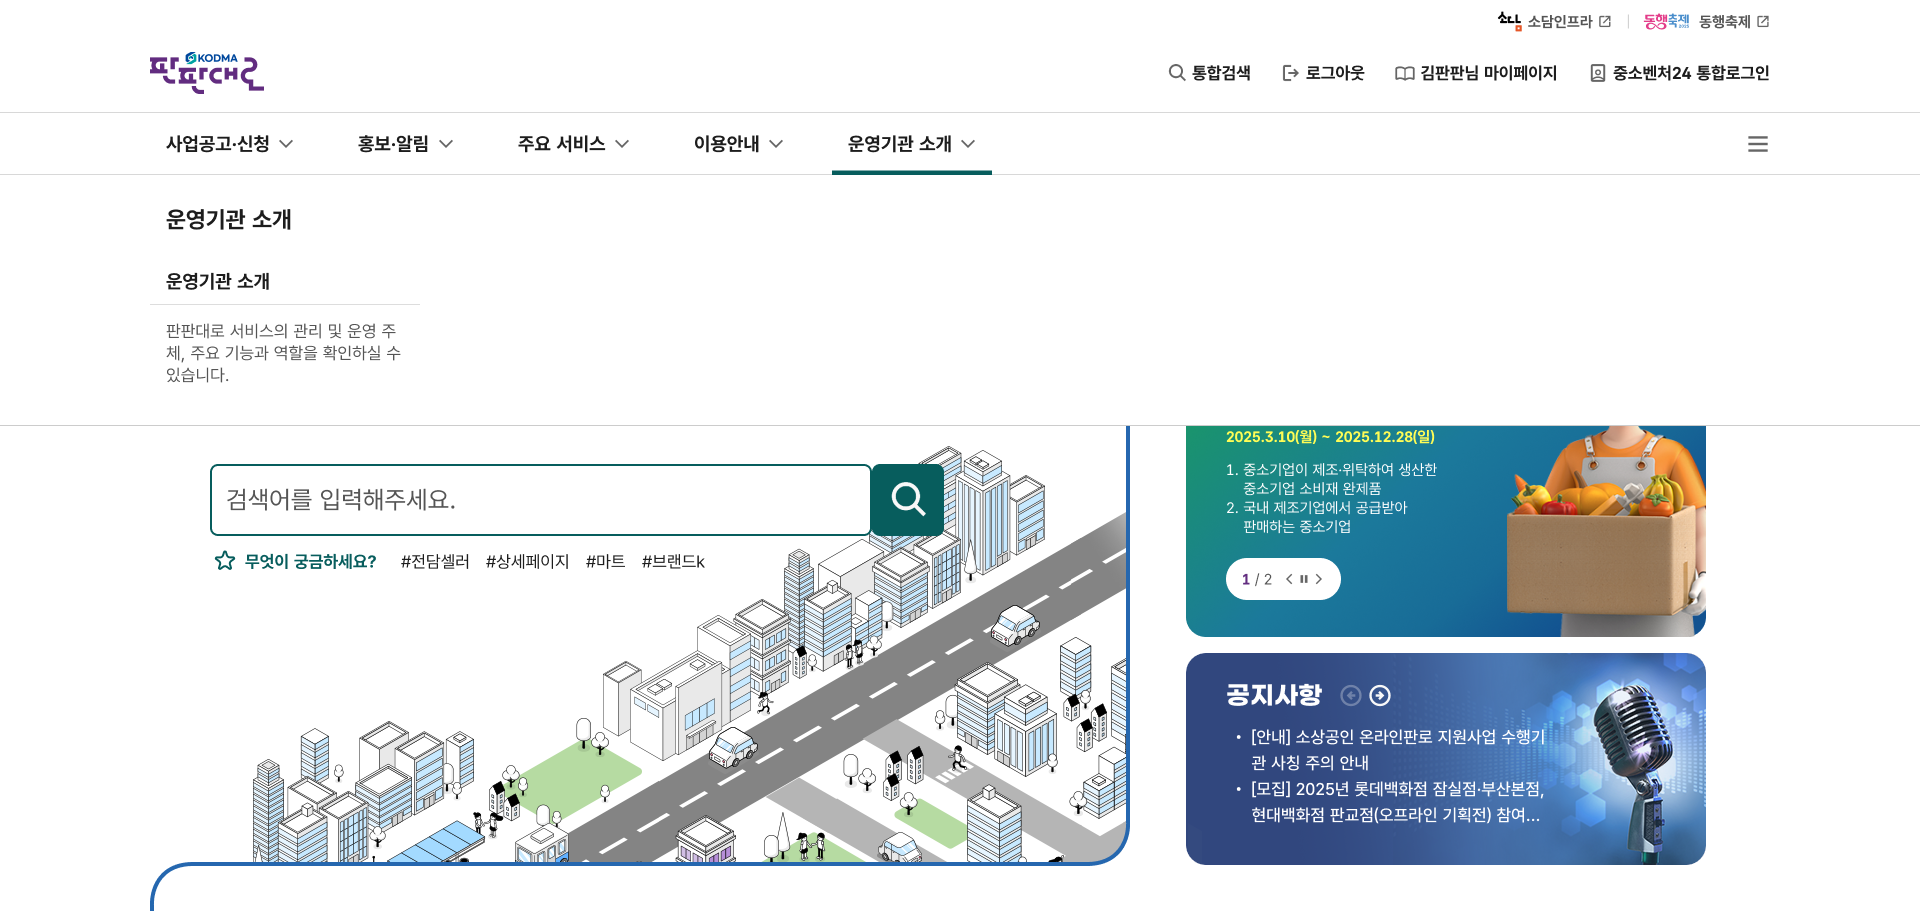 소담 소담인프라
동행축제 2025 동행축제
KODMA
판판대로
통합검색
로그아웃
김판판님 마이페이지
중소벤처24 통합로그인
사업공고·신청
홍보·알림
주요 서비스
이용안내
운영기관 소개
운영기관 소개
운영기관 소개
판판대로 서비스의 관리 및 운영 주
체, 주요 기능과 역할을 확인하실 수
있습니다.
검색어를 입력해주세요.
무엇이 궁금하세요? #전담셀러 #상세페이지 #마트 #브랜드k
2025.3.10(월) ~ 2025.12.28(일)
1. 중소기업이 제조·위탁하여 생산한
중소기업 소비재 완제품
2. 국내 제조기업에서 공급받아
판매하는 중소기업
1 / 2
공지사항
• [안내] 소상공인 온라인판로 지원사업 수행기
관 사칭 주의 안내
• [모집] 2025년 롯데백화점 잠실점·부산본점,
현대백화점 판교점(오프라인 기획전) 참여...